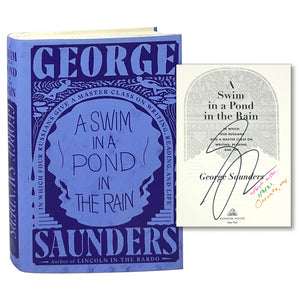 GEORGE
IN WHICH FOUR RUSSIANS GIVE A MASTER CLASS ON WRITING, READING, AND LIFE
A SWIM
IN A
POND
IN THE
RAIN
SAUNDERS
Author of LINCOLN IN THE BARDO
A
Swim
in a Pond
in the Rain
IN WHICH
FOUR RUSSIANS
GIVE A MASTER CLASS ON
WRITING, READING,
AND LIFE
George Saunders
RANDOM HOUSE